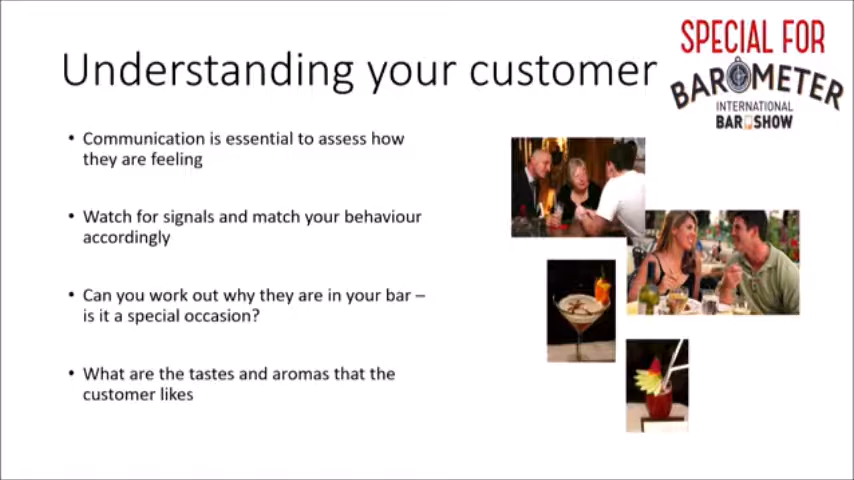 Understanding your customer
SPECIAL FOR
BAROMETER
INTERNATIONAL
BAR SHOW
• Communication is essential to assess how
they are feeling
• Watch for signals and match your behaviour
accordingly
• Can you work out why they are in your bar –
is it a special occasion?
• What are the tastes and aromas that the
customer likes